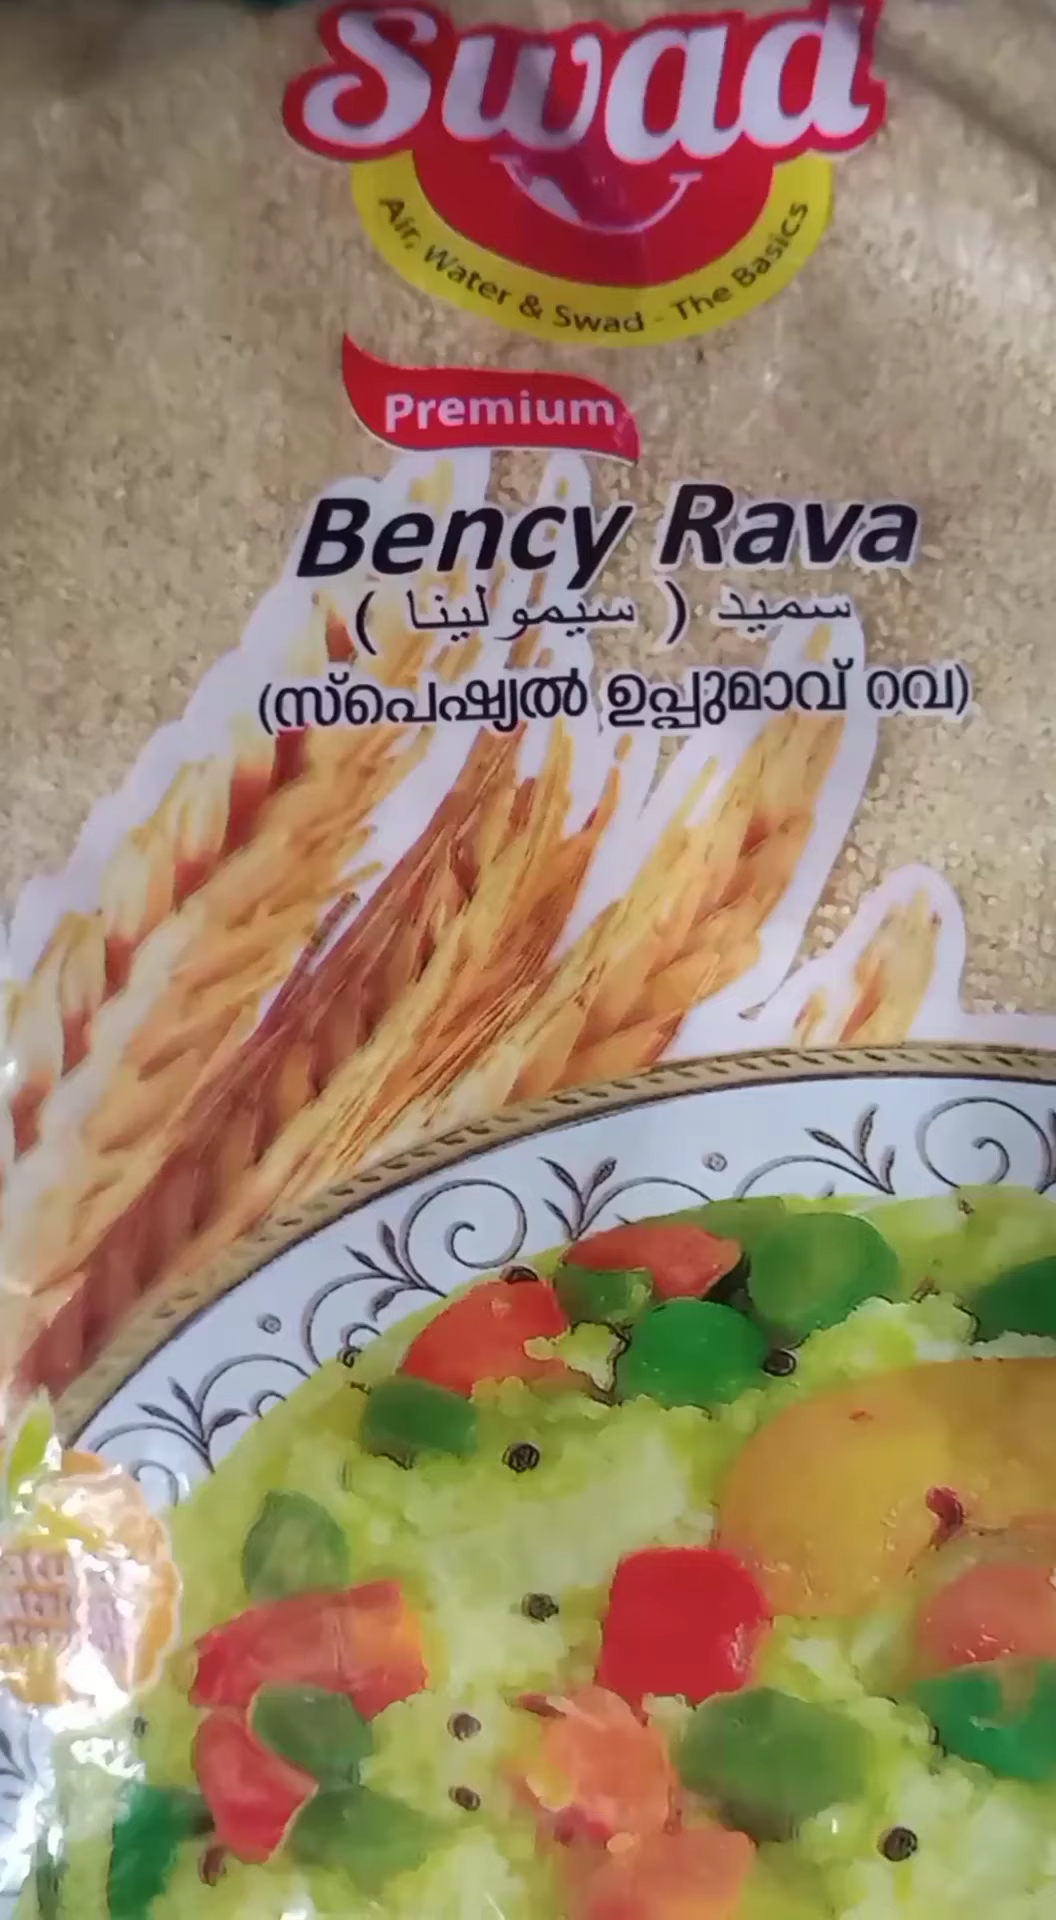 Swad
Air, Water & Swad - The Basics
Premium
Bency Rava
سميد ( سيمولينا )
(സ്പെഷ്യൽ ഉപ്പുമാവ് റവ)